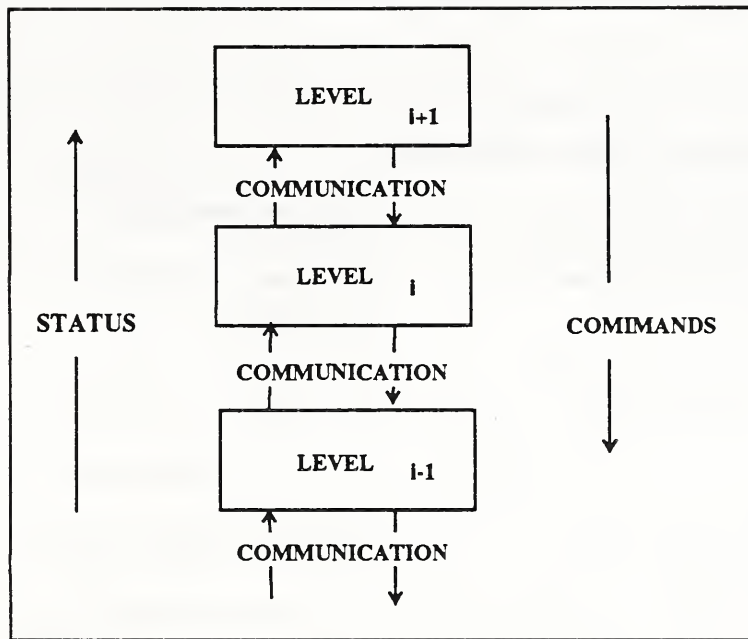 LEVEL i+1
COMMUNICATION
LEVEL i
STATUS
COMIMANDS
COMMUNICATION
LEVEL i-1
COMMUNICATION